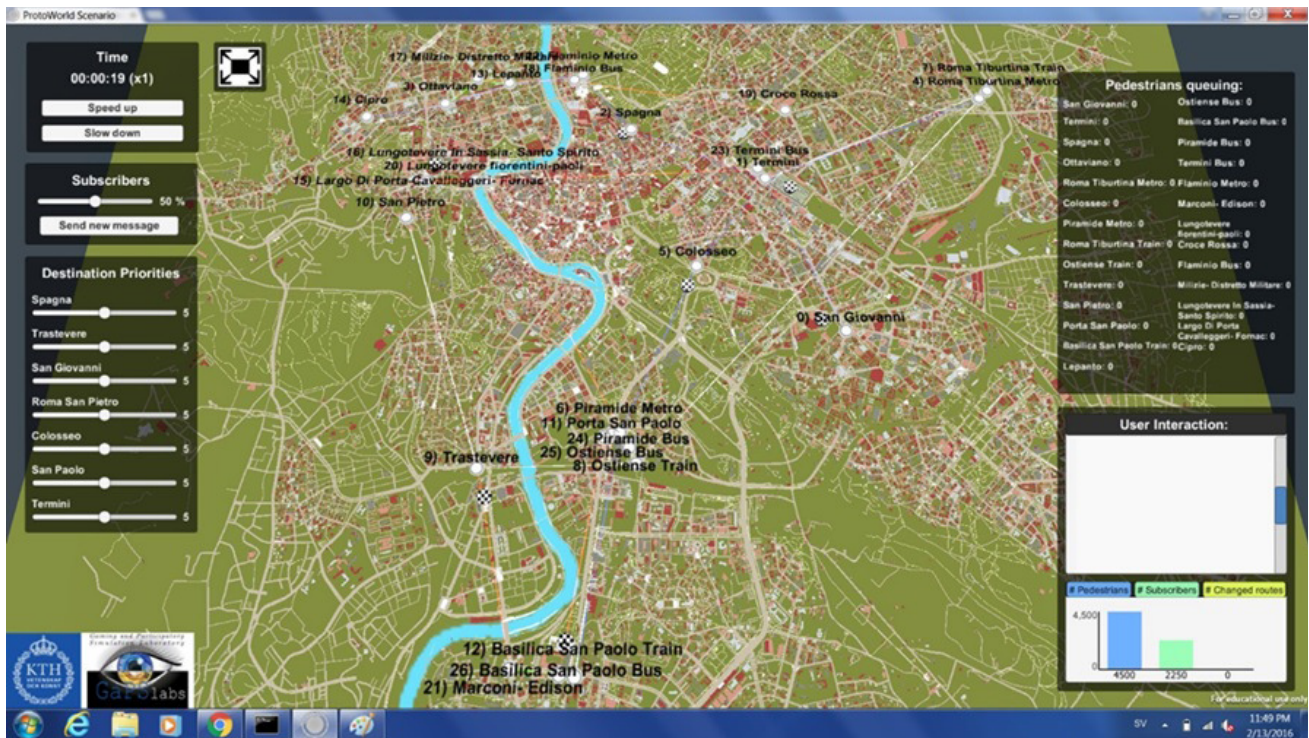 ProtoWorld Scenario
Time
00:00:19 (x1)
Speed up
Slow down
Subscribers
50 %
Send new message
Destination Priorities
Spagna
5
Trastevere
5
San Giovanni
5
Roma San Pietro
5
Colosseo
5
San Paolo
5
Termini
5
17) Milizie- Distretto Militare
22) Flaminio Metro
18) Flaminio Bus
13) Lepanto
3) Ottaviano
14) Cipro
2) Spagna
19) Croce Rossa
7) Roma Tiburtina Train
4) Roma Tiburtina Metro
16) Lungotevere In Sassia- Santo Spirito
20) Lungotevere fiorentini-paoli
15) Largo Di Porta-Cavalleggeri- Fornac
10) San Pietro
23) Termini Bus
1) Termini
5) Colosseo
0) San Giovanni
6) Piramide Metro
11) Porta San Paolo
24) Piramide Bus
25) Ostiense Bus
8) Ostiense Train
9) Trastevere
12) Basilica San Paolo Train
26) Basilica San Paolo Bus
21) Marconi- Edison
Pedestrians queuing:
San Giovanni: 0
Termini: 0
Spagna: 0
Ottaviano: 0
Roma Tiburtina Metro: 0
Colosseo: 0
Piramide Metro: 0
Roma Tiburtina Train: 0
Ostiense Train: 0
Trastevere: 0
San Pietro: 0
Porta San Paolo: 0
Basilica San Paolo Train: 0
Lepanto: 0
Ostiense Bus: 0
Basilica San Paolo Bus: 0
Piramide Bus: 0
Termini Bus: 0
Flaminio Metro: 0
Marconi- Edison: 0
Lungotevere
fiorentini-paoli: 0
Croce Rossa: 0
Flaminio Bus: 0
Milizie- Distretto Militare: 0
Lungotevere In Sassia-
Santo Spirito: 0
Largo Di Porta
Cavalleggeri- Fornac: 0
Cipro: 0
User Interaction:
# Pedestrians
# Subscribers
# Changed routes
4,500
0
4500
2250
0
KTH
VETENSKAP
OCH KONST
Gaming and Participatory
Simulation Laboratory
GaPSlabs
For educational use only
SV
11:49 PM
2/13/2016